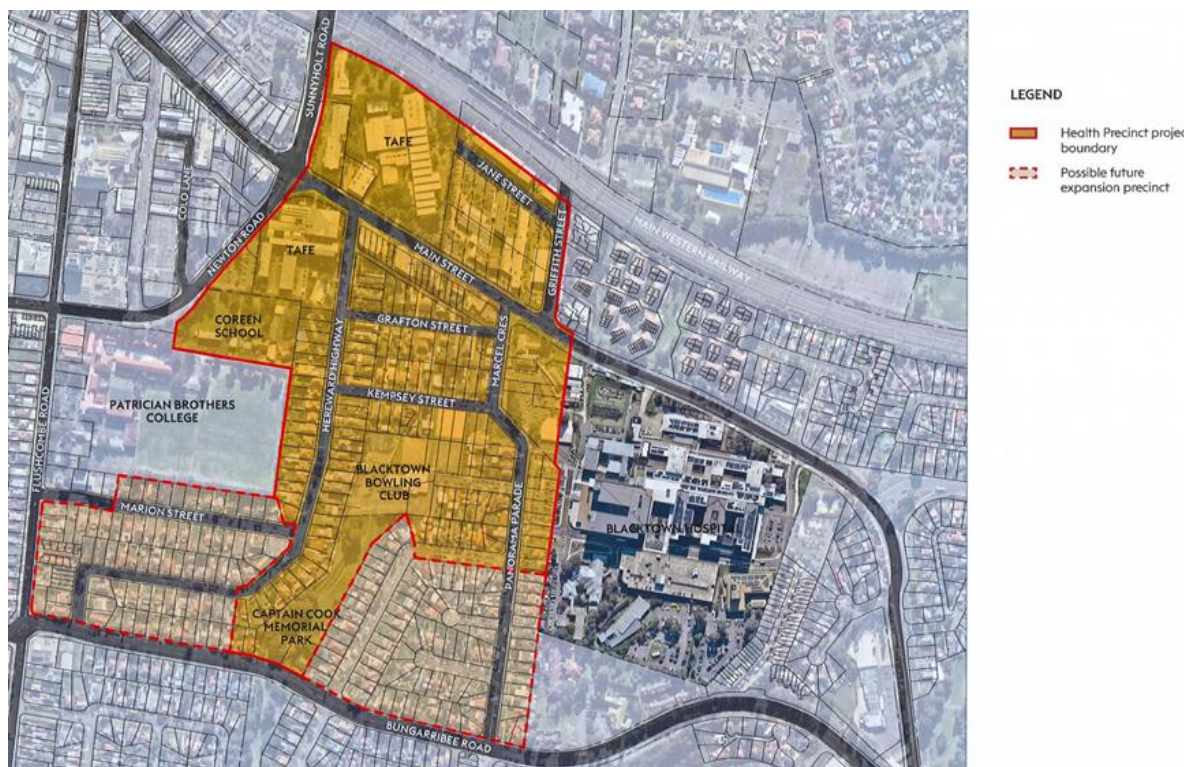 SUNNYHOLT ROAD
TAFE
JANE STREET
COLO LANE
NEWTON ROAD
GRIFFITH STREET
MAIN WESTERN RAILWAY
TAFE
MAIN STREET
COREEN
SCHOOL
GRAFTON STREET
HEREWARD HIGHWAY
MARCEL CRES
KEMPSEY STREET
PATRICIAN BROTHERS
COLLEGE
FLUSHCOMBE ROAD
BLACKTOWN
BOWLING
CLUB
MARION STREET
PANORAMA PARADE
BLACKTOWN HOSPITAL
CAPTAIN COOK
MEMORIAL
PARK
BUNGARRIBEE ROAD
LEGEND
Health Precinct projec
boundary
Possible future
expansion precinct